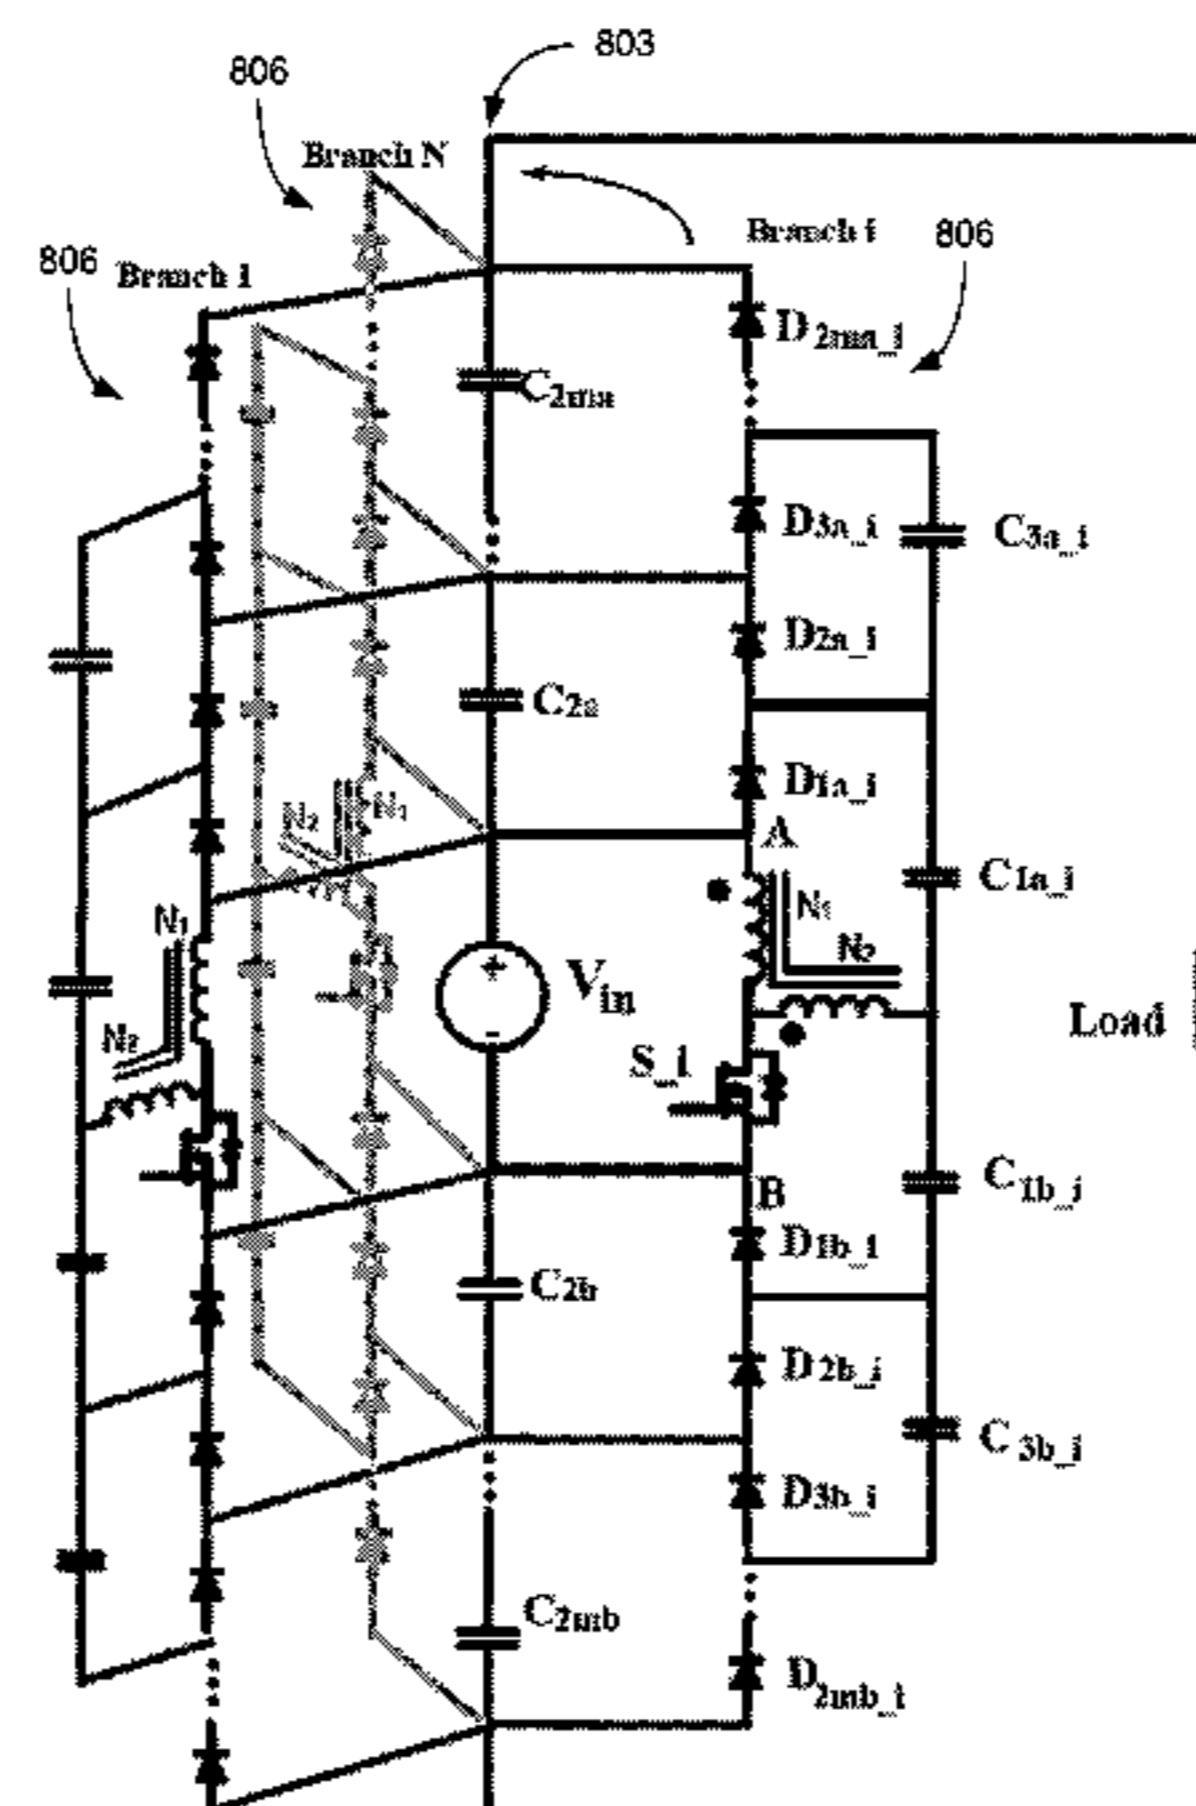 803
806
Branch N
Branch i
806
806
Branch 1
D2ma_i
C2ma
D3a_i
C3a_i
D2a_i
C2a
D1a_i
N2
N1
A
C1a_i
N1
N1
N2
Vin
Load
N2
S_i
B
C1b_i
D1b_i
C2b
D2b_i
C3b_i
D3b_i
C2mb
D2mb_i